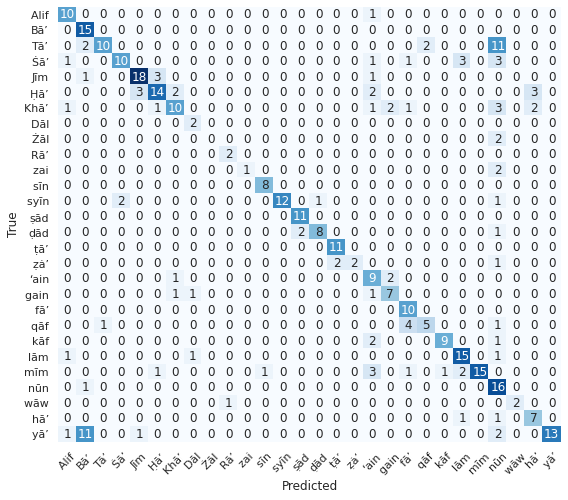 True
Alif 10 0 0 0 0 0 0 0 0 0 0 0 0 0 0 0 0 1 0 0 0 0 0 0 0 0 0 0
Bā’ 0 15 0 0 0 0 0 0 0 0 0 0 0 0 0 0 0 0 0 0 0 0 0 0 0 0 0 0
Tā’ 0 2 10 0 0 0 0 0 0 0 0 0 0 0 0 0 0 0 0 0 2 0 0 0 11 0 0 0
Ṡā’ 1 0 0 10 0 0 0 0 0 0 0 0 0 0 0 0 0 1 0 1 0 0 3 0 3 0 0 0
Jīm 0 1 0 0 18 3 0 0 0 0 0 0 0 0 0 0 0 1 0 0 0 0 0 0 0 0 0 0
Ḥā’ 0 0 0 0 3 14 2 0 0 0 0 0 0 0 0 0 0 2 0 0 0 0 0 0 0 0 3 0
Khā’ 1 0 0 0 0 1 10 0 0 0 0 0 0 0 0 0 0 1 2 1 0 0 0 0 3 0 2 0
Dāl 0 0 0 0 0 0 0 2 0 0 0 0 0 0 0 0 0 0 0 0 0 0 0 0 0 0 0 0
Żāl 0 0 0 0 0 0 0 0 0 0 0 0 0 0 0 0 0 0 0 0 0 0 0 0 2 0 0 0
Rā’ 0 0 0 0 0 0 0 0 0 2 0 0 0 0 0 0 0 0 0 0 0 0 0 0 0 0 0 0
zai 0 0 0 0 0 0 0 0 0 0 1 0 0 0 0 0 0 0 0 0 0 0 0 0 2 0 0 0
sīn 0 0 0 0 0 0 0 0 0 0 0 8 0 0 0 0 0 0 0 0 0 0 0 0 0 0 0 0
syīn 0 0 0 2 0 0 0 0 0 0 0 0 12 0 1 0 0 0 0 0 0 0 0 0 1 0 0 0
ṣād 0 0 0 0 0 0 0 0 0 0 0 0 0 11 0 0 0 0 0 0 0 0 0 0 0 0 0 0
ḍād 0 0 0 0 0 0 0 0 0 0 0 0 0 2 8 0 0 0 0 0 0 0 0 0 1 0 0 0
ṭā’ 0 0 0 0 0 0 0 0 0 0 0 0 0 0 0 11 0 0 0 0 0 0 0 0 0 0 0 0
ẓā’ 0 0 0 0 0 0 0 0 0 0 0 0 0 0 0 2 2 0 0 0 0 0 0 0 1 0 0 0
‘ain 0 0 0 0 0 0 1 0 0 0 0 0 0 0 0 0 0 9 2 0 0 0 0 0 0 0 0 0
gain 0 0 0 0 0 0 1 1 0 0 0 0 0 0 0 0 0 1 7 0 0 0 0 0 0 0 0 0
fā’ 0 0 0 0 0 0 0 0 0 0 0 0 0 0 0 0 0 0 0 10 0 0 0 0 0 0 0 0
qāf 0 0 1 0 0 0 0 0 0 0 0 0 0 0 0 0 0 0 0 4 5 0 0 0 1 0 0 0
kāf 0 0 0 0 0 0 0 0 0 0 0 0 0 0 0 0 0 2 0 0 0 9 0 0 1 0 0 0
lām 1 0 0 0 0 0 0 1 0 0 0 0 0 0 0 0 0 0 0 0 0 0 15 0 1 0 0 0
mīm 0 0 0 0 0 1 0 0 0 0 0 1 0 0 0 0 0 3 0 1 0 1 2 15 0 0 0 0
nūn 0 1 0 0 0 0 0 0 0 0 0 0 0 0 0 0 0 0 0 0 0 0 0 0 16 0 0 0
wāw 0 0 0 0 0 0 0 0 0 1 0 0 0 0 0 0 0 0 0 0 0 0 0 0 0 2 0 0
hā’ 0 0 0 0 0 0 0 0 0 0 0 0 0 0 0 0 0 0 0 0 0 0 1 0 1 0 7 0
yā’ 1 11 0 0 1 0 0 0 0 0 0 0 0 0 0 0 0 0 0 0 0 0 0 0 2 0 0 13
Alif Bā’ Tā’ Ṡā’ Jīm Ḥā’ Khā’ Dāl Żāl Rā’ zai sīn syīn ṣād ḍād ṭā’ ẓā’ ‘ain gain fā’ qāf kāf lām mīm nūn wāw hā’ yā’
Predicted